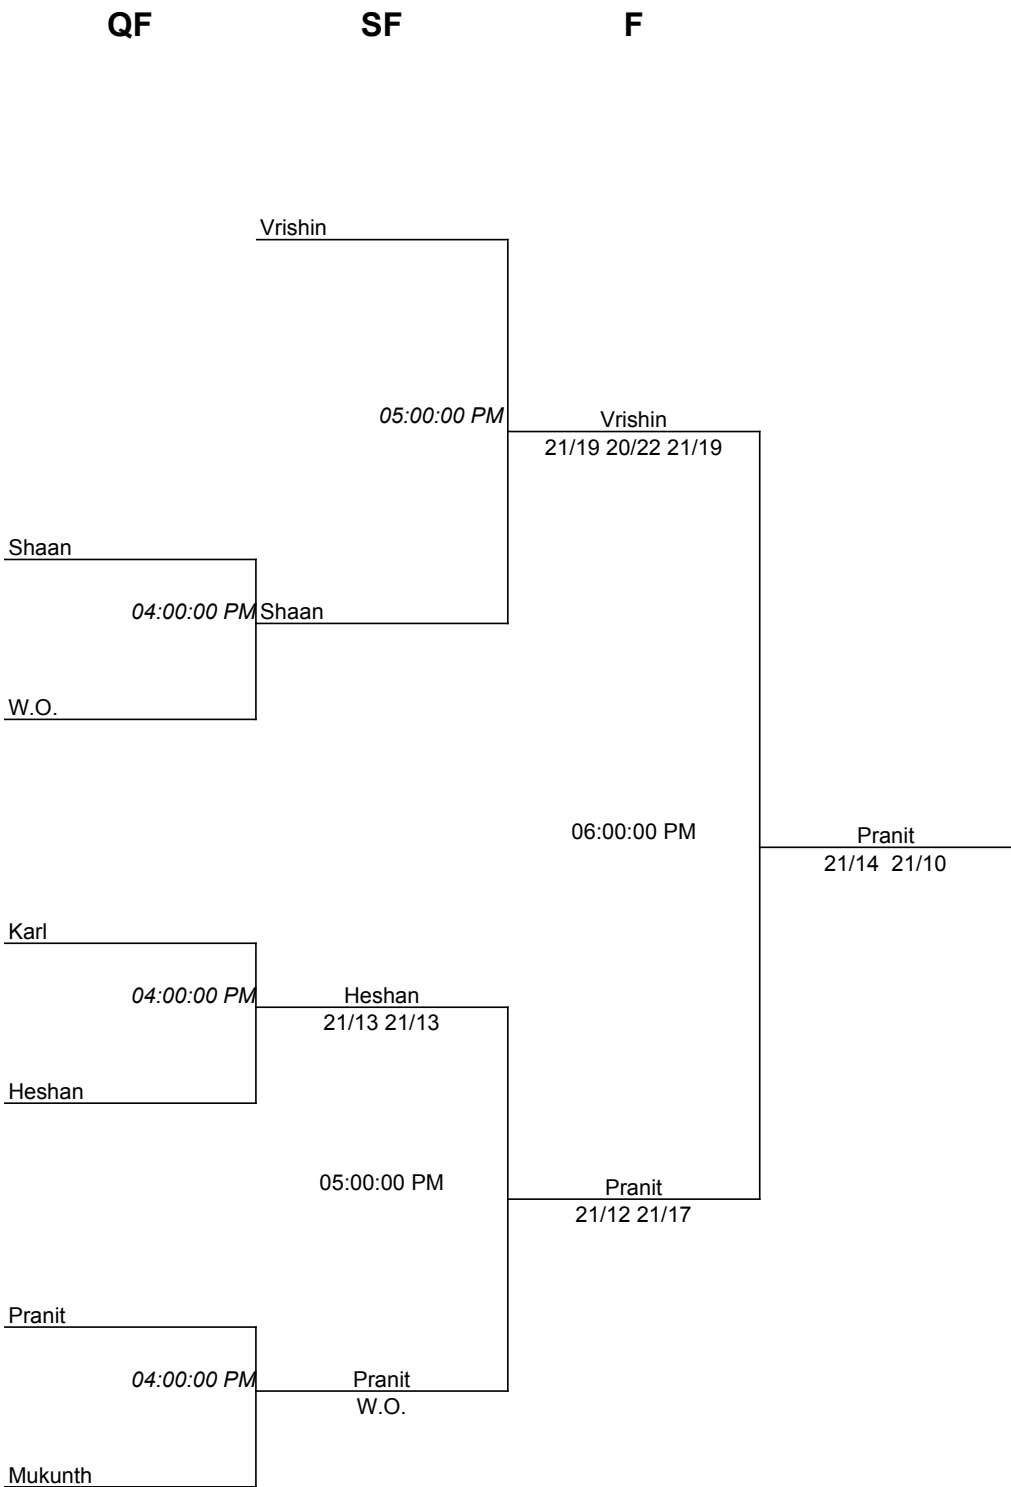 QF SF F
Vrishin
05:00:00 PM Vrishin
21/19 20/22 21/19
Shaan
04:00:00 PM Shaan
W.O.
06:00:00 PM Pranit
21/14  21/10
Karl
04:00:00 PM Heshan
21/13 21/13
Heshan
05:00:00 PM Pranit
21/12 21/17
Pranit
04:00:00 PM Pranit
W.O.
Mukunth